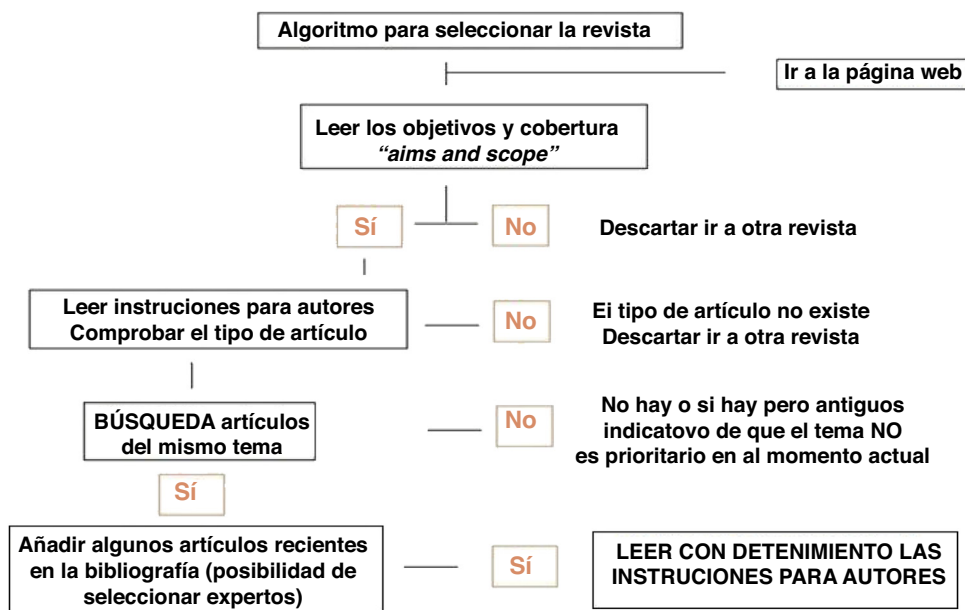 Algoritmo para seleccionar la revista
Ir a la página web
Leer los objetivos y cobertura
“aims and scope”
Sí
No
Descartar ir a otra revista
Leer instruciones para autores
Comprobar el tipo de artículo
No
Ei tipo de artículo no existe
Descartar ir a otra revista
BÚSQUEDA artículos
del mismo tema
No
No hay o si hay pero antiguos
indicatovo de que el tema NO
es prioritario en al momento actual
Sí
Añadir algunos artículos recientes
en la bibliografía (posibilidad de
seleccionar expertos)
Sí
LEER CON DETENIMIENTO LAS
INSTRUCIONES PARA AUTORES